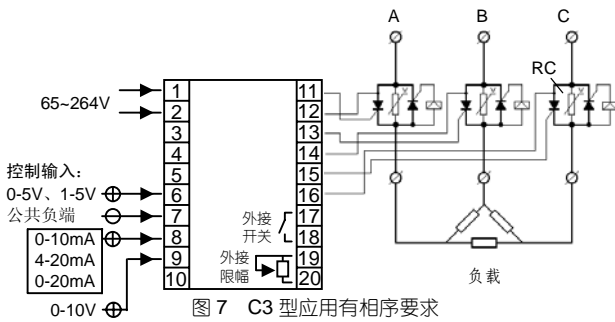 A B C
RC
65~264V
1 11
2 12
3 13
4 14
5 15
6 16
7 17
8 18
9 19
10 20
控制输入：
0-5V、1-5V
公共负端
0-10mA
4-20mA
0-20mA
0-10V
外接
开关
外接
限幅
负载
图 7 C3 型应用有相序要求